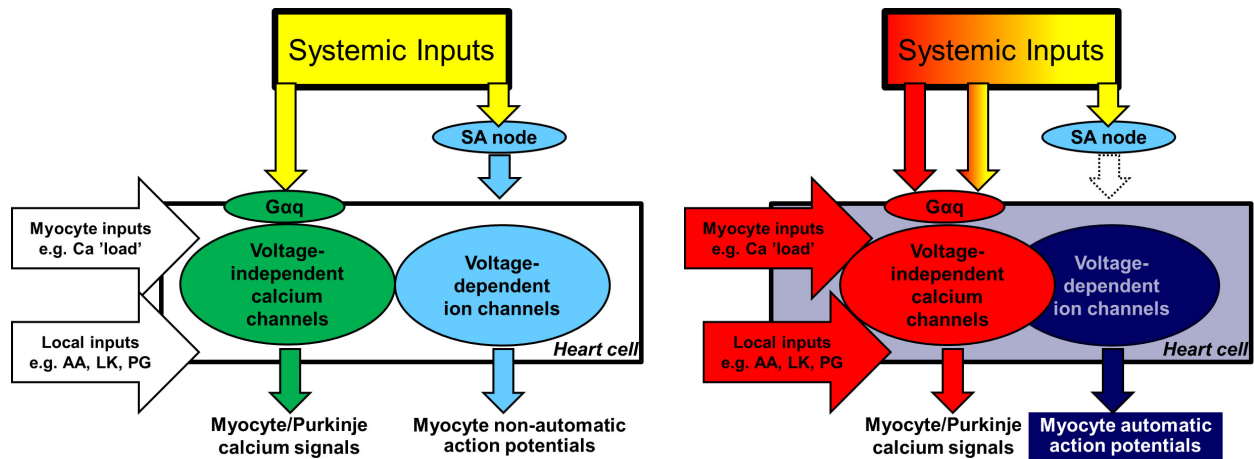 Systemic Inputs
SA node
Gαq
Myocyte inputs
e.g. Ca ’load’
Voltage-
independent
calcium
channels
Voltage-
dependent
ion channels
Local inputs
e.g. AA, LK, PG
Heart cell
Myocyte/Purkinje
calcium signals
Myocyte non-automatic
action potentials
Systemic Inputs
SA node
Gαq
Myocyte inputs
e.g. Ca ’load’
Voltage-
independent
calcium
channels
Voltage-
dependent
ion channels
Local inputs
e.g. AA, LK, PG
Heart cell
Myocyte/Purkinje
calcium signals
Myocyte automatic
action potentials